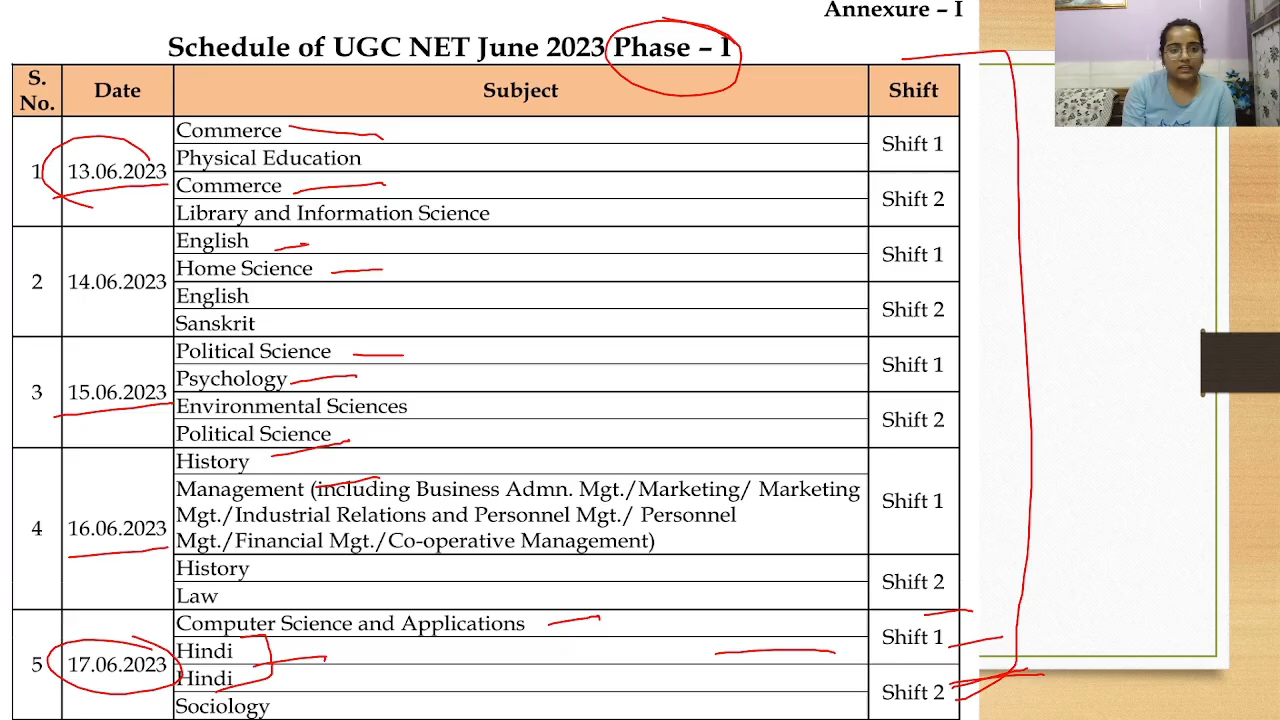 Annexure – I
Schedule of UGC NET June 2023 Phase – I
S. No. Date Subject Shift
1 13.06.2023
Commerce
Physical Education
Shift 1
Commerce
Library and Information Science
Shift 2
2 14.06.2023
English
Home Science
Shift 1
English
Sanskrit
Shift 2
3 15.06.2023
Political Science
Psychology
Shift 1
Environmental Sciences
Political Science
Shift 2
4 16.06.2023
History
Management (including Business Admn. Mgt./Marketing/ Marketing
Mgt./Industrial Relations and Personnel Mgt./ Personnel
Mgt./Financial Mgt./Co-operative Management)
Shift 1
History
Law
Shift 2
5 17.06.2023
Computer Science and Applications
Hindi
Shift 1
Hindi
Sociology
Shift 2